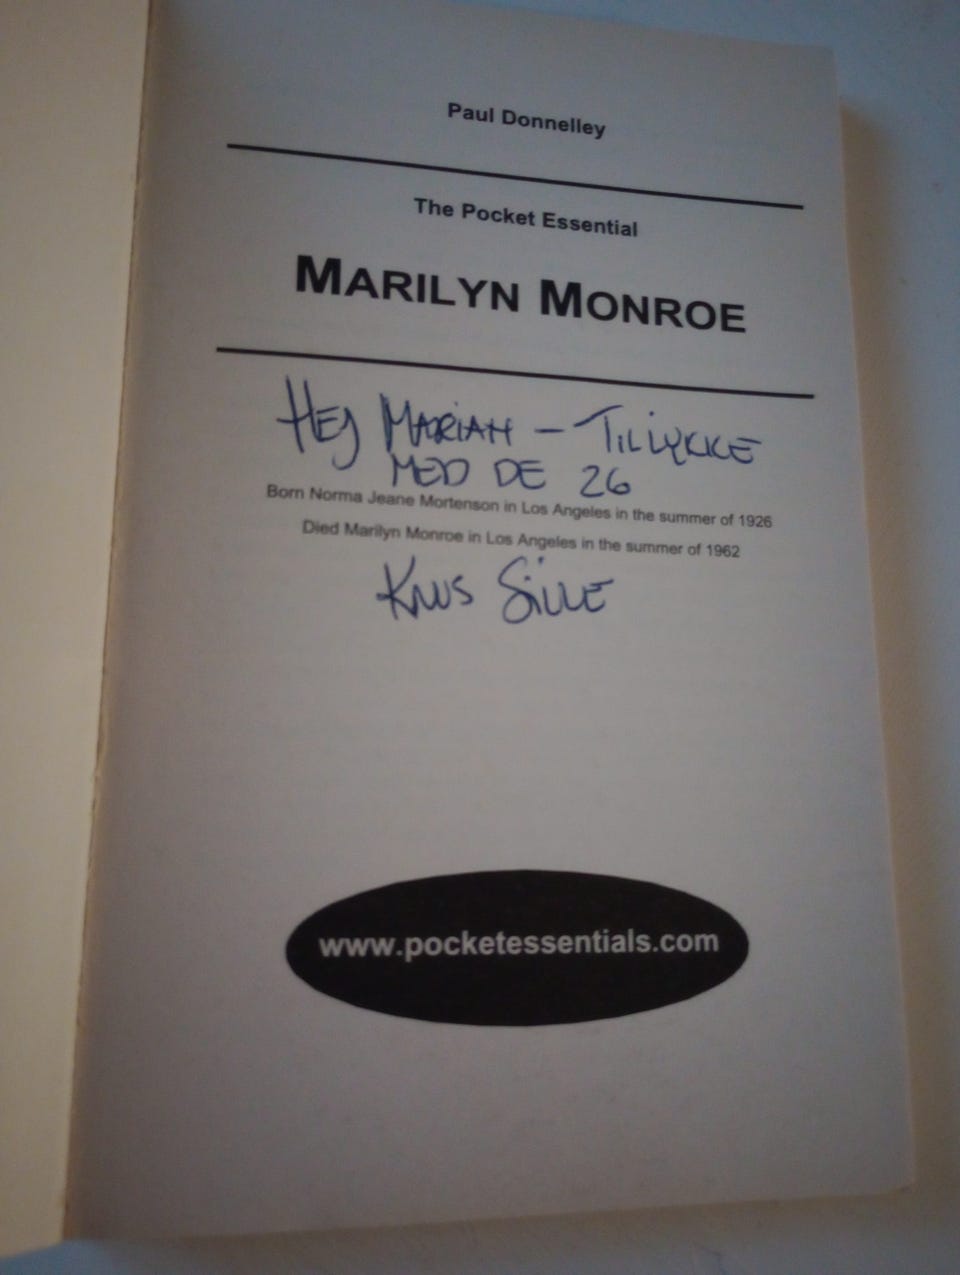 Paul Donnelley
The Pocket Essential
MARILYN MONROE
HEJ MARIAH – TILLYKKE
MED DE 26
Born Norma Jeane Mortenson in Los Angeles in the summer of 1926
Died Marilyn Monroe in Los Angeles in the summer of 1962
KNUS SILLE
www.pocketessentials.com